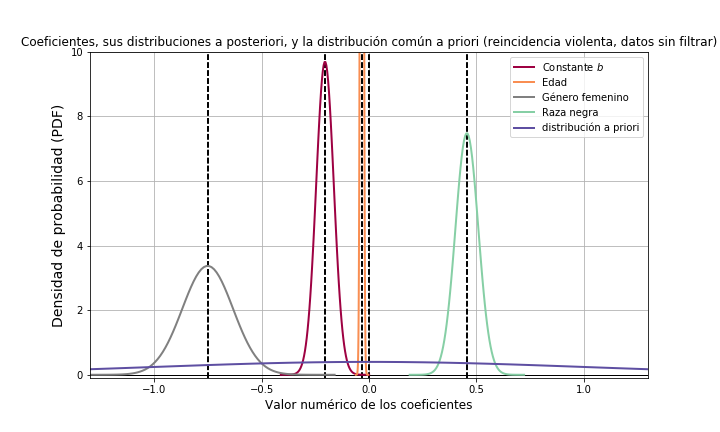 Coeficientes, sus distribuciones a posteriori, y la distribución común a priori (reincidencia violenta, datos sin filtrar)
Densidad de probabilidad (PDF)
10
8
6
4
2
0
Constante b
Edad
Género femenino
Raza negra
distribución a priori
−1.0
−0.5
0.0
0.5
1.0
Valor numérico de los coeficientes